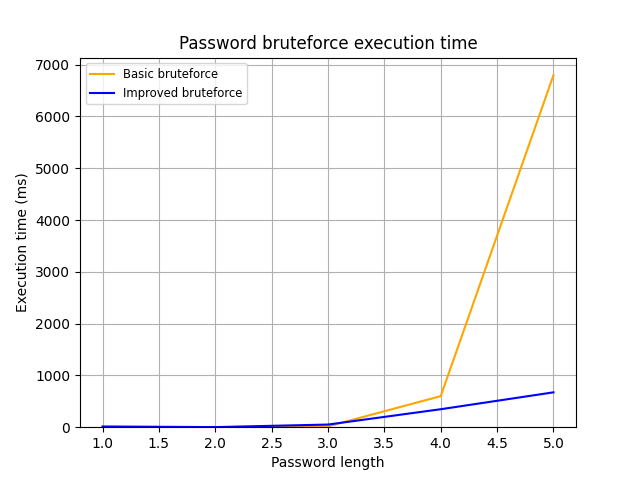 Password bruteforce execution time
Basic bruteforce
Improved bruteforce
Execution time (ms)
7000
6000
5000
4000
3000
2000
1000
0
1.0 1.5 2.0 2.5 3.0 3.5 4.0 4.5 5.0
Password length